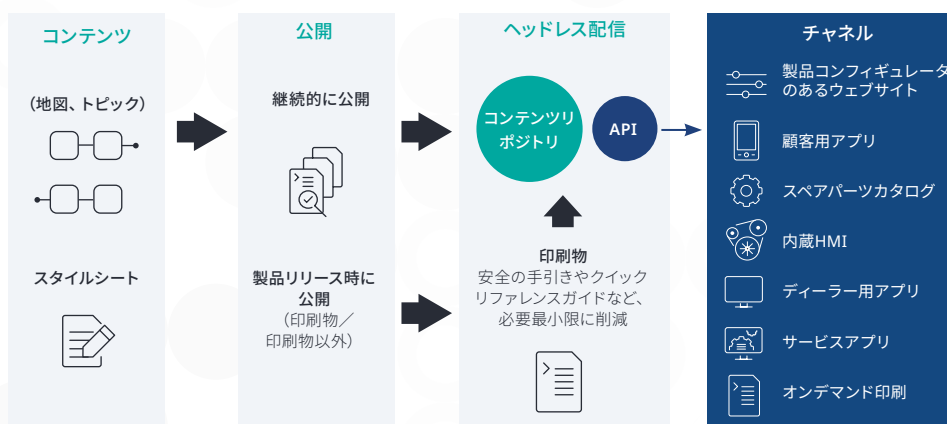 コンテンツ
（地図、トピック）
スタイルシート
公開
継続的に公開
製品リリース時に
公開
（印刷物／
印刷物以外）
ヘッドレス配信
コンテンツリ
ポジトリ
API
印刷物
安全の手引きやクイック
リファレンスガイドなど、
必要最小限に削減
チャネル
製品コンフィギュレータ
のあるウェブサイト
顧客用アプリ
スペアパーツカタログ
内蔵HMI
ディーラー用アプリ
サービスアプリ
オンデマンド印刷